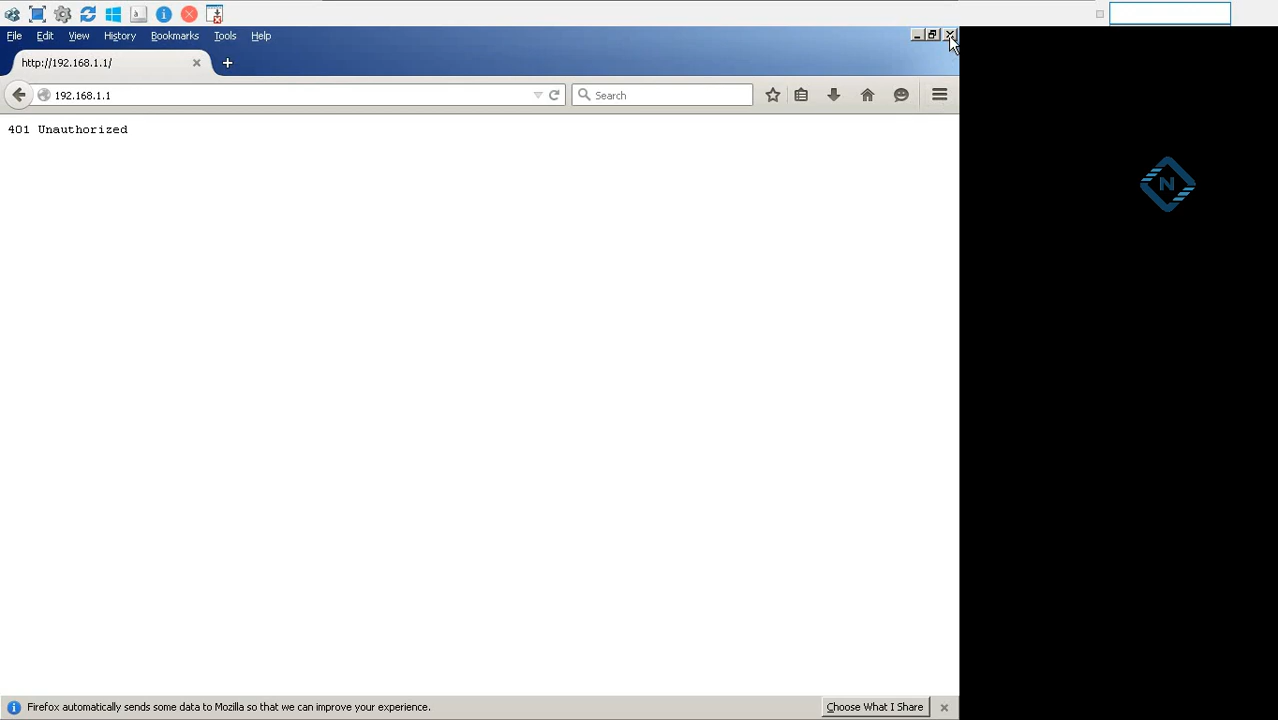 File Edit View History Bookmarks Tools Help
http://192.168.1.1/
192.168.1.1
Search
401 Unauthorized
N
Firefox automatically sends some data to Mozilla so that we can improve your experience.
Choose What I Share